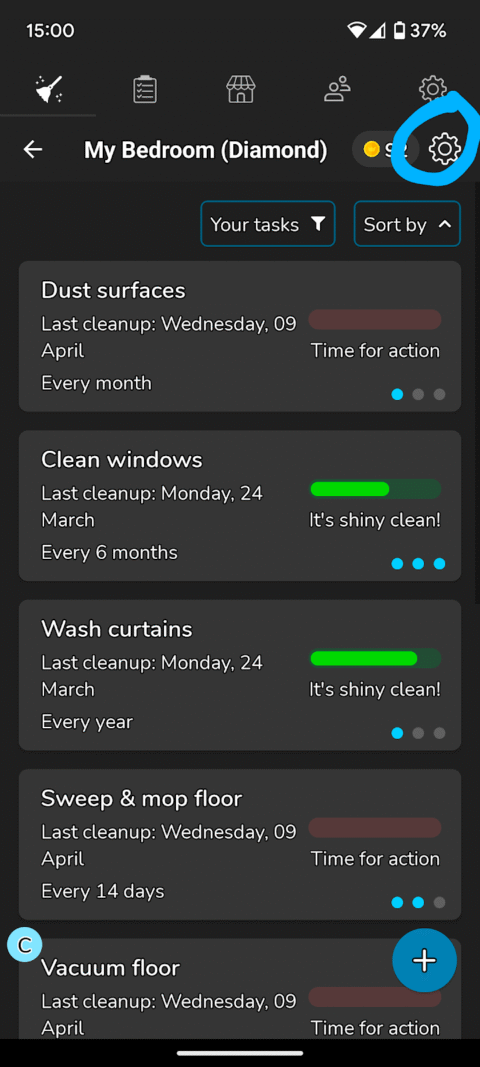 15:00
37%
My Bedroom (Diamond)
Your tasks
Sort by
Dust surfaces
Last cleanup: Wednesday, 09
April
Time for action
Every month
Clean windows
Last cleanup: Monday, 24
March
It's shiny clean!
Every 6 months
Wash curtains
Last cleanup: Monday, 24
March
It's shiny clean!
Every year
Sweep & mop floor
Last cleanup: Wednesday, 09
April
Time for action
Every 14 days
C
Vacuum floor
Last cleanup: Wednesday, 09
April
Time for action